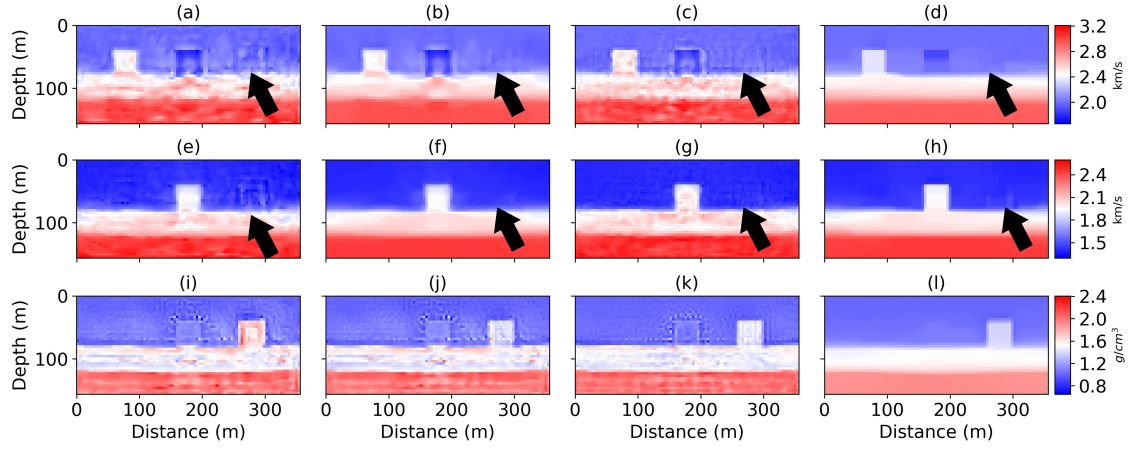 (a) (b) (c) (d)
Depth (m) 0 100
3.2 2.8 2.4 2.0 km/s
(e) (f) (g) (h)
Depth (m) 0 100
2.4 2.1 1.8 1.5 km/s
(i) (j) (k) (l)
Depth (m) 0 100
2.4 2.0 1.6 1.2 0.8 g/cm³
0 100 200 300 0 100 200 300 0 100 200 300 0 100 200 300
Distance (m) Distance (m) Distance (m) Distance (m)